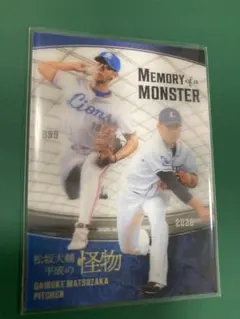 MEMORY of a
MONSTER
Lions
1999
2020
松坂大輔
平成の怪物
DAISUKE MATSUZAKA
PITCHER